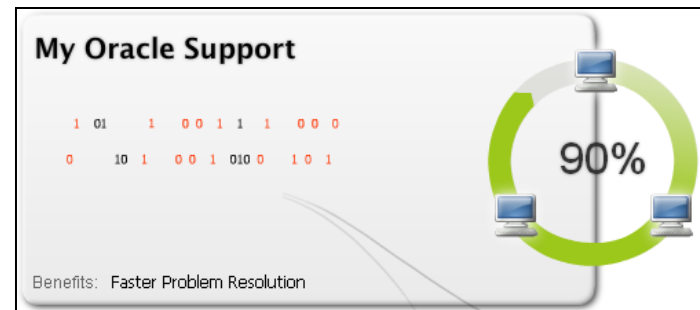 My Oracle Support
1 01 1 0 0 1 1 1 0 0 0
0 10 1 0 0 1 010 0 1 0 1
90%
Benefits: Faster Problem Resolution